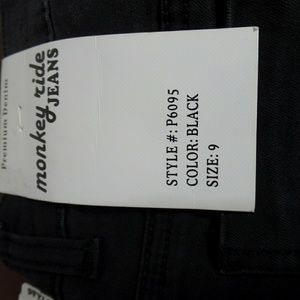 Premium Denim
monkey ride
JEANS
STYLE #: P6095
COLOR: BLACK
SIZE: 9